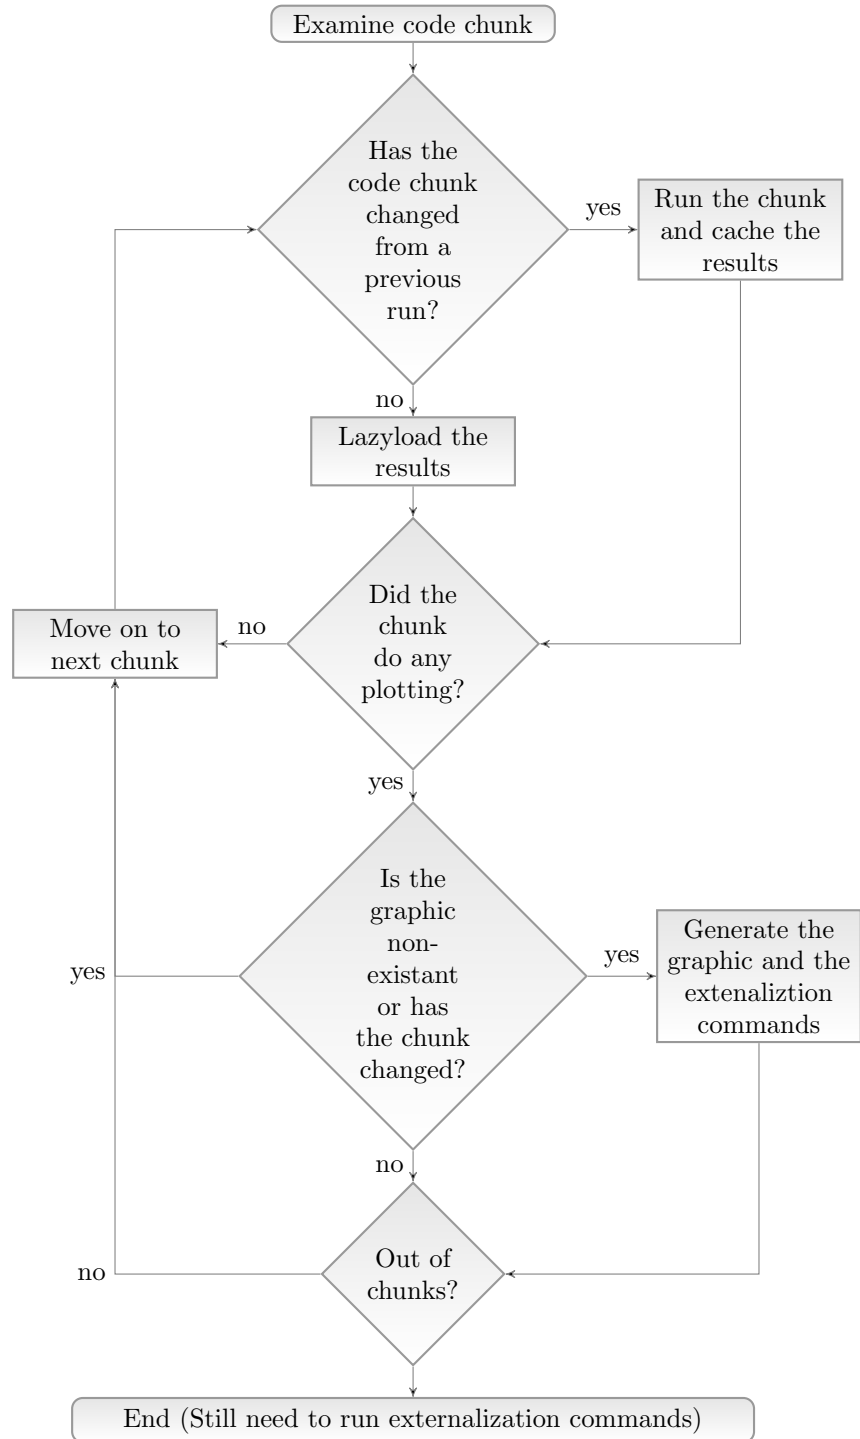 Examine code chunk
Has the
code chunk
changed
from a
previous
run?
yes
Run the chunk
and cache the
results
no
Lazyload the
results
Did the
chunk
do any
plotting?
no
Move on to
next chunk
yes
Is the
graphic
non-
existant
or has
the chunk
changed?
yes
yes
Generate the
graphic and the
extenaliztion
commands
no
Out of
chunks?
no
End (Still need to run externalization commands)